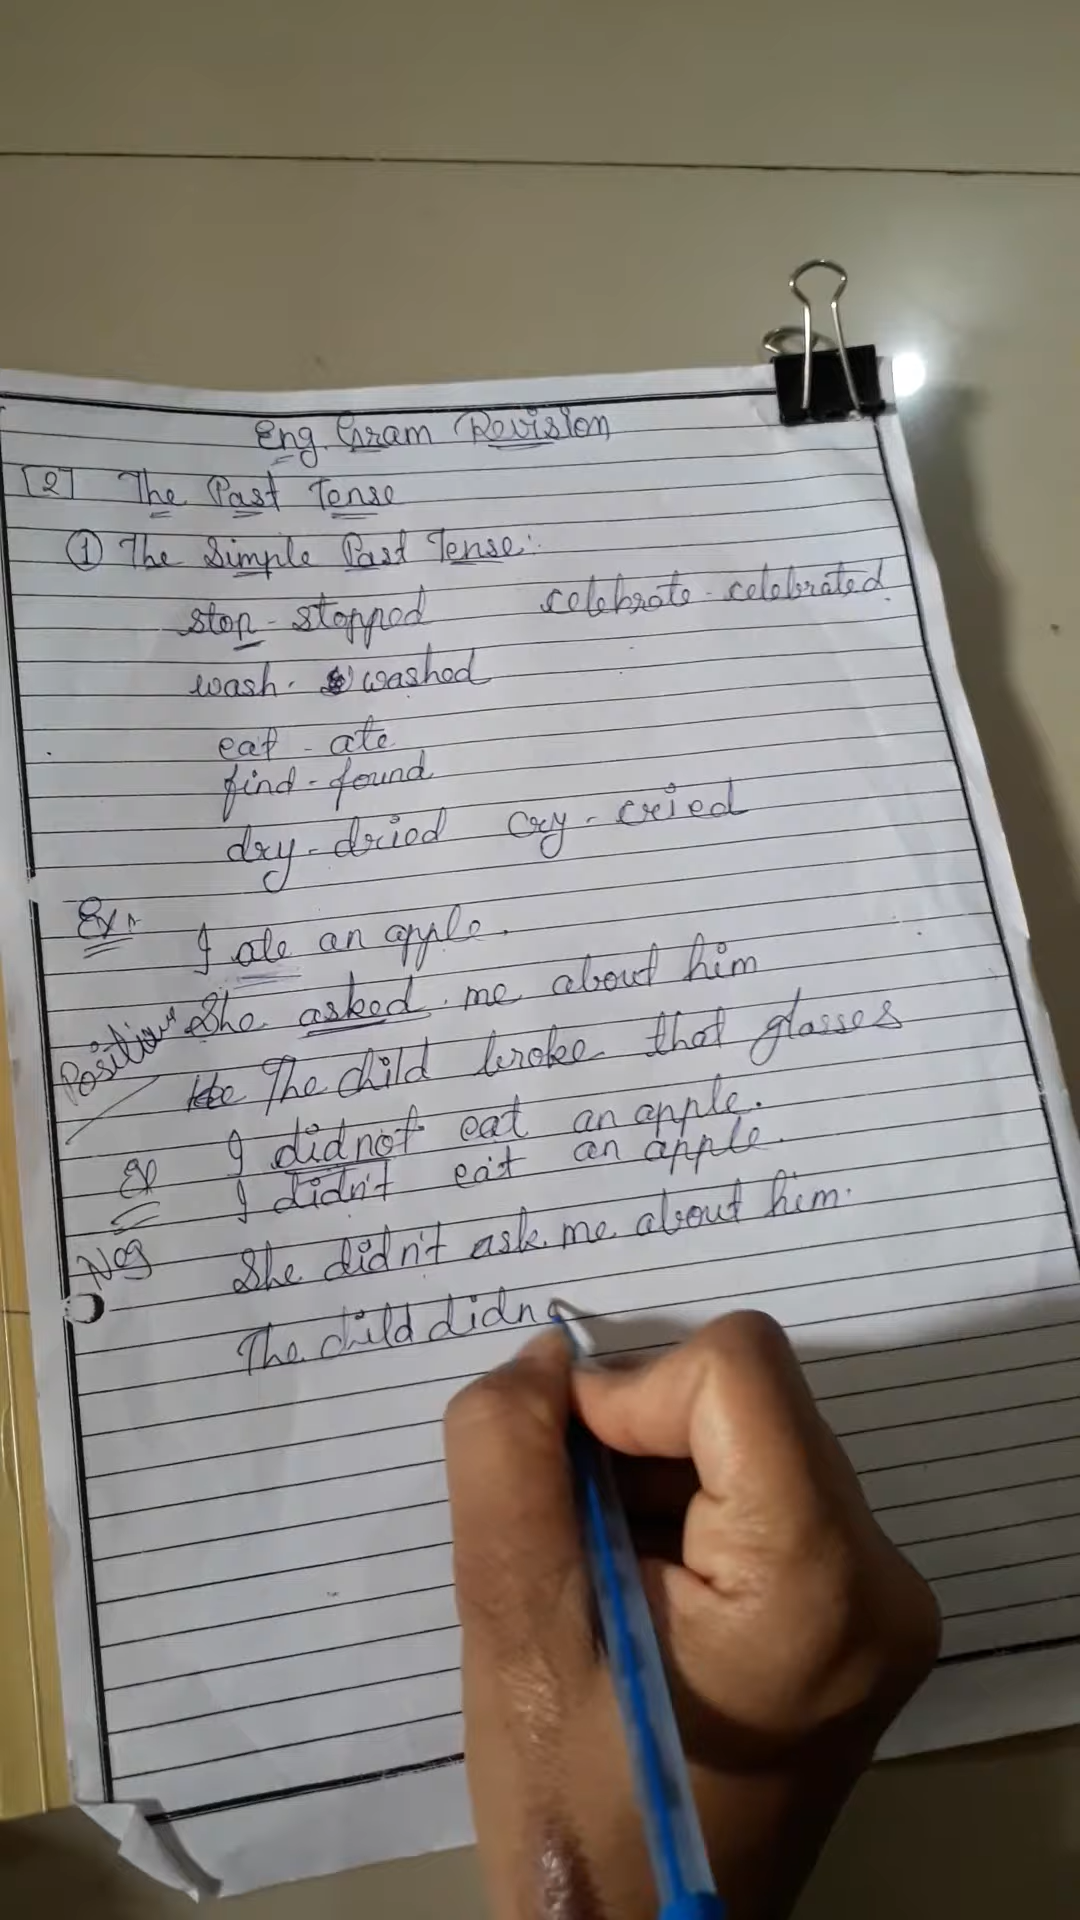 Eng. Gram Revision
[2] The Past Tense
① The Simple Past Tense:
stop - stopped celebrate - celebrated.
wash - washed
eat - ate
find - found
dry - dried cry - cried
Ex:
I ate an apple.
Positive She asked me about him
He The child broke that glasses
I did not eat an apple.
Ex I didn't eat an apple.
Neg She didn't ask me about him.
The child didn